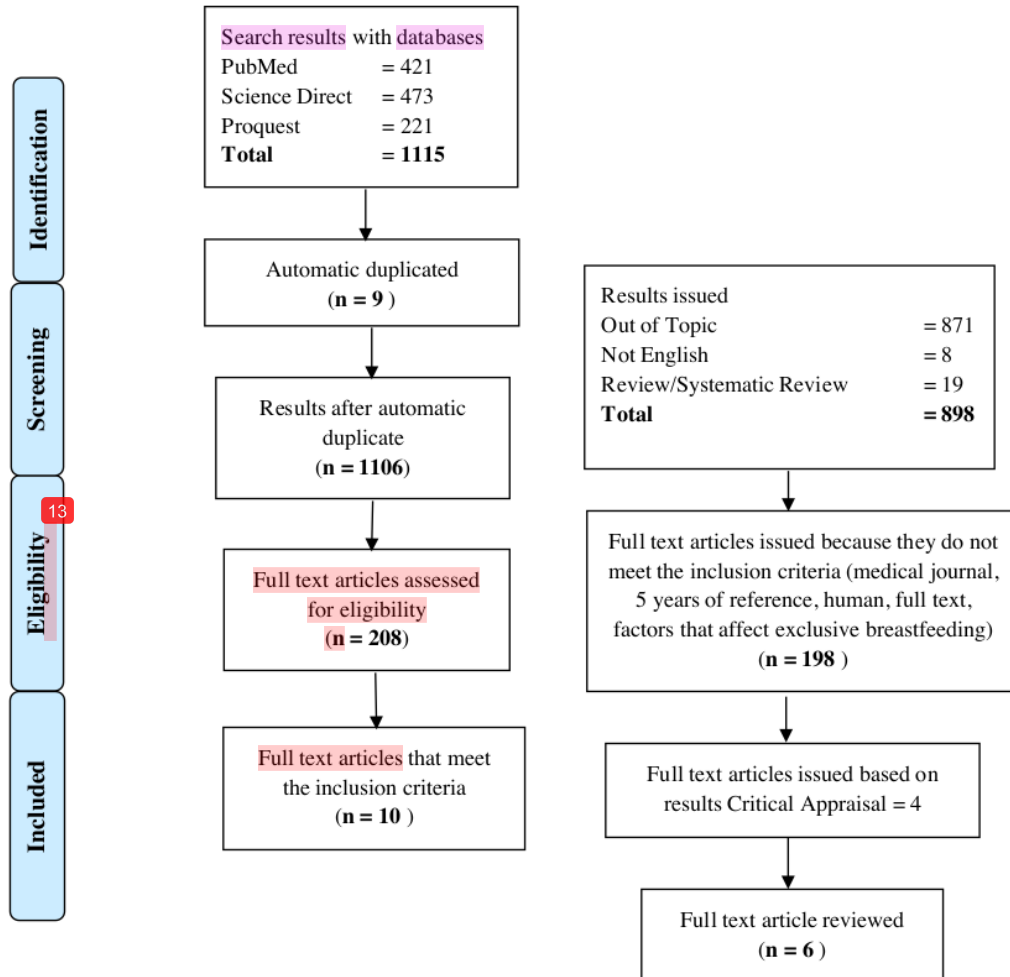 Search results with databases
PubMed = 421
Science Direct = 473
Proquest = 221
Total = 1115
Identification
Automatic duplicated
(n = 9 )
Results issued
Out of Topic = 871
Not English = 8
Review/Systematic Review = 19
Total = 898
Screening
Results after automatic
duplicate
(n = 1106)
13
Eligibility
Full text articles assessed
for eligibility
(n = 208)
Full text articles issued because they do not
meet the inclusion criteria (medical journal,
5 years of reference, human, full text,
factors that affect exclusive breastfeeding)
(n = 198 )
Included
Full text articles that meet
the inclusion criteria
(n = 10 )
Full text articles issued based on
results Critical Appraisal = 4
Full text article reviewed
(n = 6 )